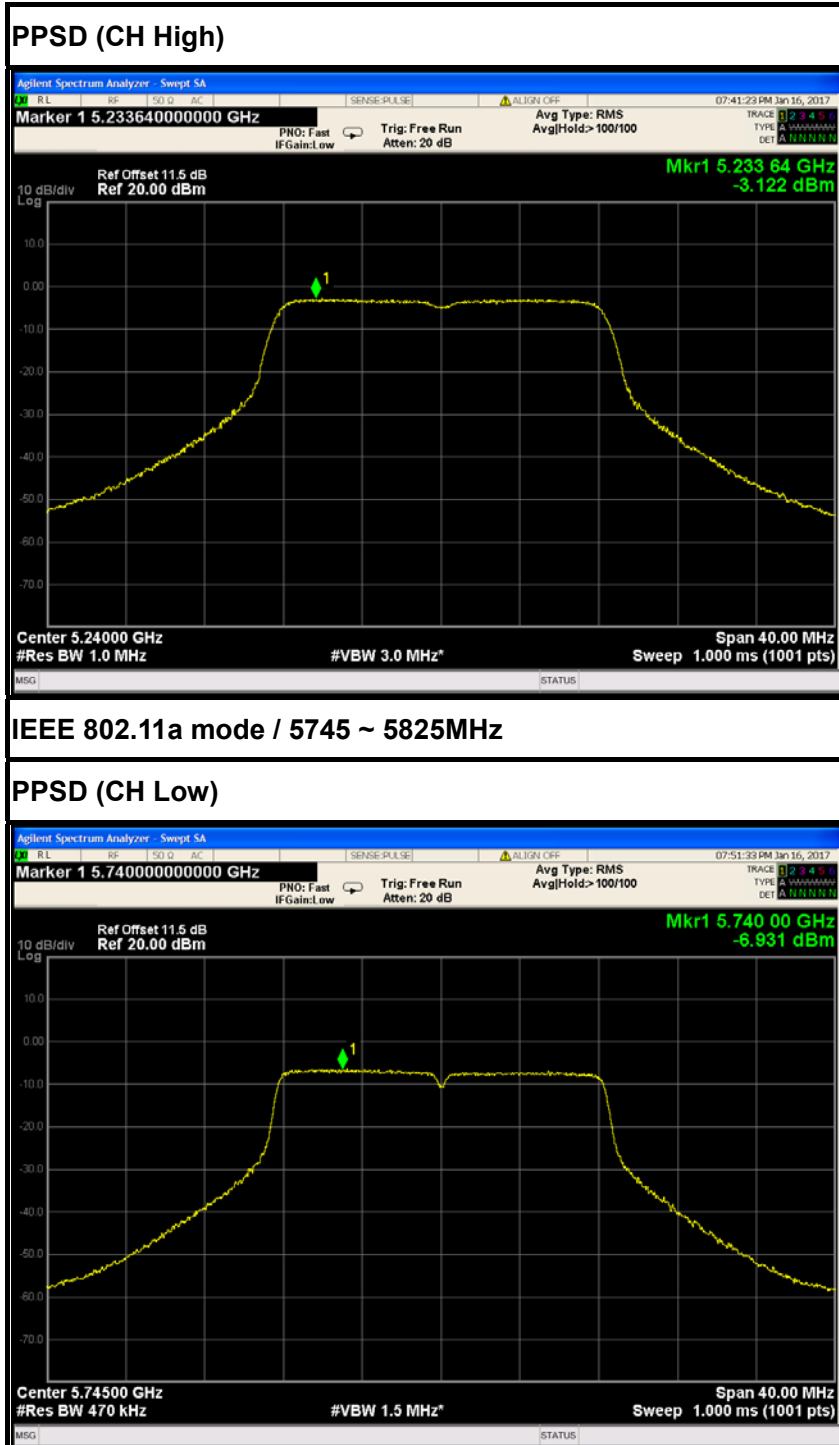 PPSD (CH High)
Agilent Spectrum Analyzer - Swept SA
RL RF 50 Ω AC SENSE:PULSE ALIGN OFF 07:41:23 PM Jan 16, 2017
Marker 1 5.233640000000 GHz
PNO: Fast
IFGain:Low
Trig: Free Run
Atten: 20 dB
Avg Type: RMS
Avg|Hold:>100/100
TRACE 1 2 3 4 5 6
TYPE A
DET A N N N N N
Mkr1 5.233 64 GHz
-3.122 dBm
Ref Offset 11.5 dB
10 dB/div Ref 20.00 dBm
Log
1
10.0
0.00
-10.0
-20.0
-30.0
-40.0
-50.0
-60.0
-70.0
Center 5.24000 GHz Span 40.00 MHz
#Res BW 1.0 MHz #VBW 3.0 MHz* Sweep 1.000 ms (1001 pts)
MSG STATUS
IEEE 802.11a mode / 5745 ~ 5825MHz
PPSD (CH Low)
Agilent Spectrum Analyzer - Swept SA
RL RF 50 Ω AC SENSE:PULSE ALIGN OFF 07:51:33 PM Jan 16, 2017
Marker 1 5.740000000000 GHz
PNO: Fast
IFGain:Low
Trig: Free Run
Atten: 20 dB
Avg Type: RMS
Avg|Hold:>100/100
TRACE 1 2 3 4 5 6
TYPE A
DET A N N N N N
Mkr1 5.740 00 GHz
-6.931 dBm
Ref Offset 11.5 dB
10 dB/div Ref 20.00 dBm
Log
10.0
0.00
1
-10.0
-20.0
-30.0
-40.0
-50.0
-60.0
-70.0
Center 5.74500 GHz Span 40.00 MHz
#Res BW 470 kHz #VBW 1.5 MHz* Sweep 1.000 ms (1001 pts)
MSG STATUS